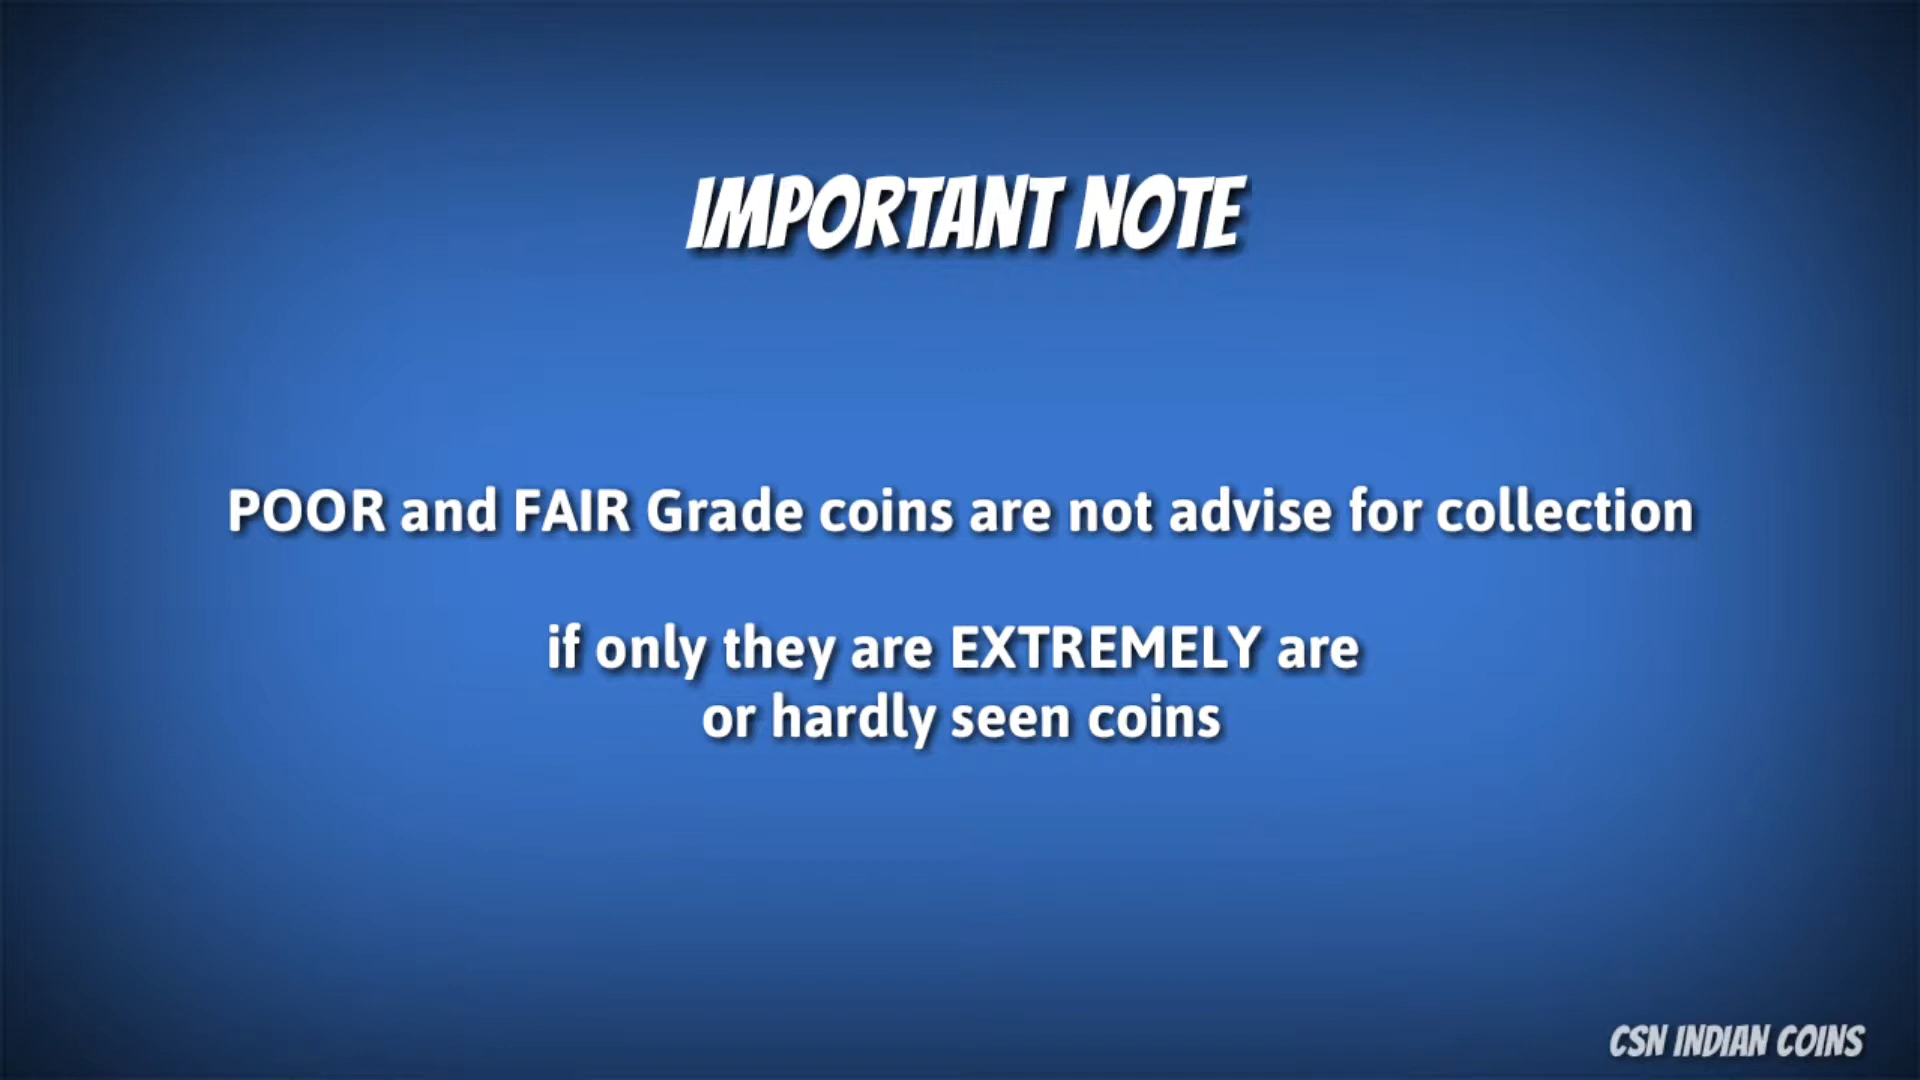 IMPORTANT NOTE
POOR and FAIR Grade coins are not advise for collection
if only they are EXTREMELY are
or hardly seen coins
CSN INDIAN COINS